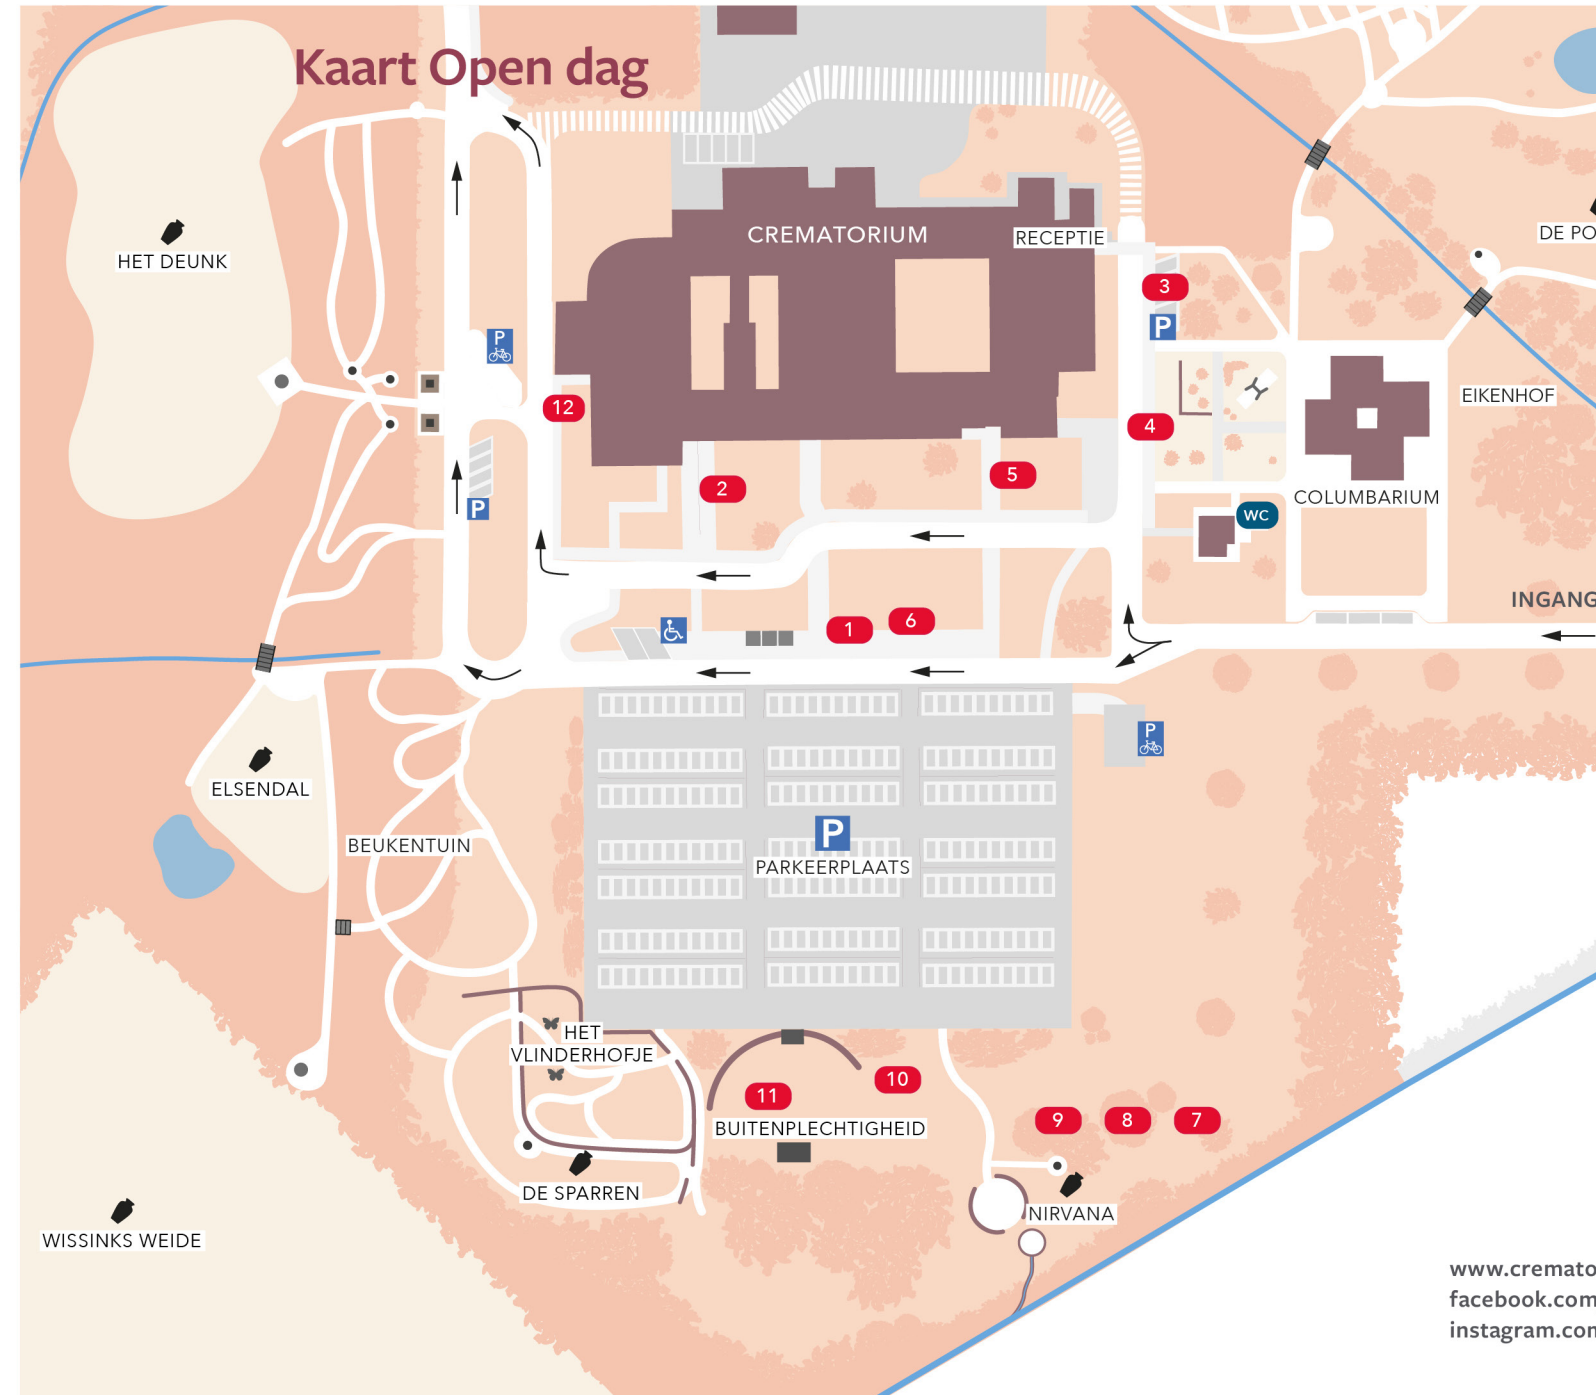 Kaart Open dag
CREMATORIUM
RECEPTIE
HET DEUNK
DE PO
3
P
P
12
4
EIKENHOF
2
5
COLUMBARIUM
P
WC
INGANG
1
6
P
ELSENDAL
BEUKENTUIN
P
PARKEERPLAATS
HET
VLINDERHOFJE
10
11
BUITENPLECHTIGHEID
9
8
7
DE SPARREN
NIRVANA
WISSINKS WEIDE
www.cremato
facebook.com
instagram.com